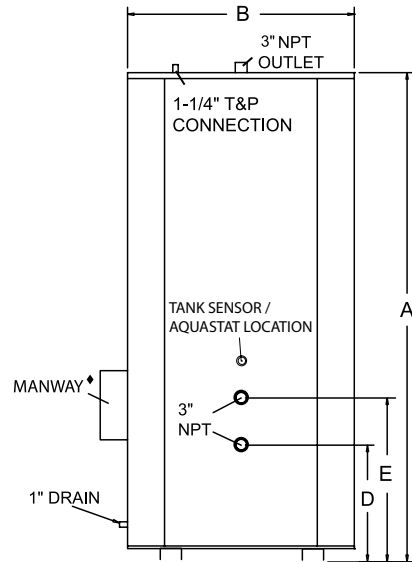 B
3" NPT
OUTLET
1-1/4" T&P
CONNECTION
A
TANK SENSOR /
AQUASTAT LOCATION
MANWAY ♦
3"
NPT
E
D
1" DRAIN